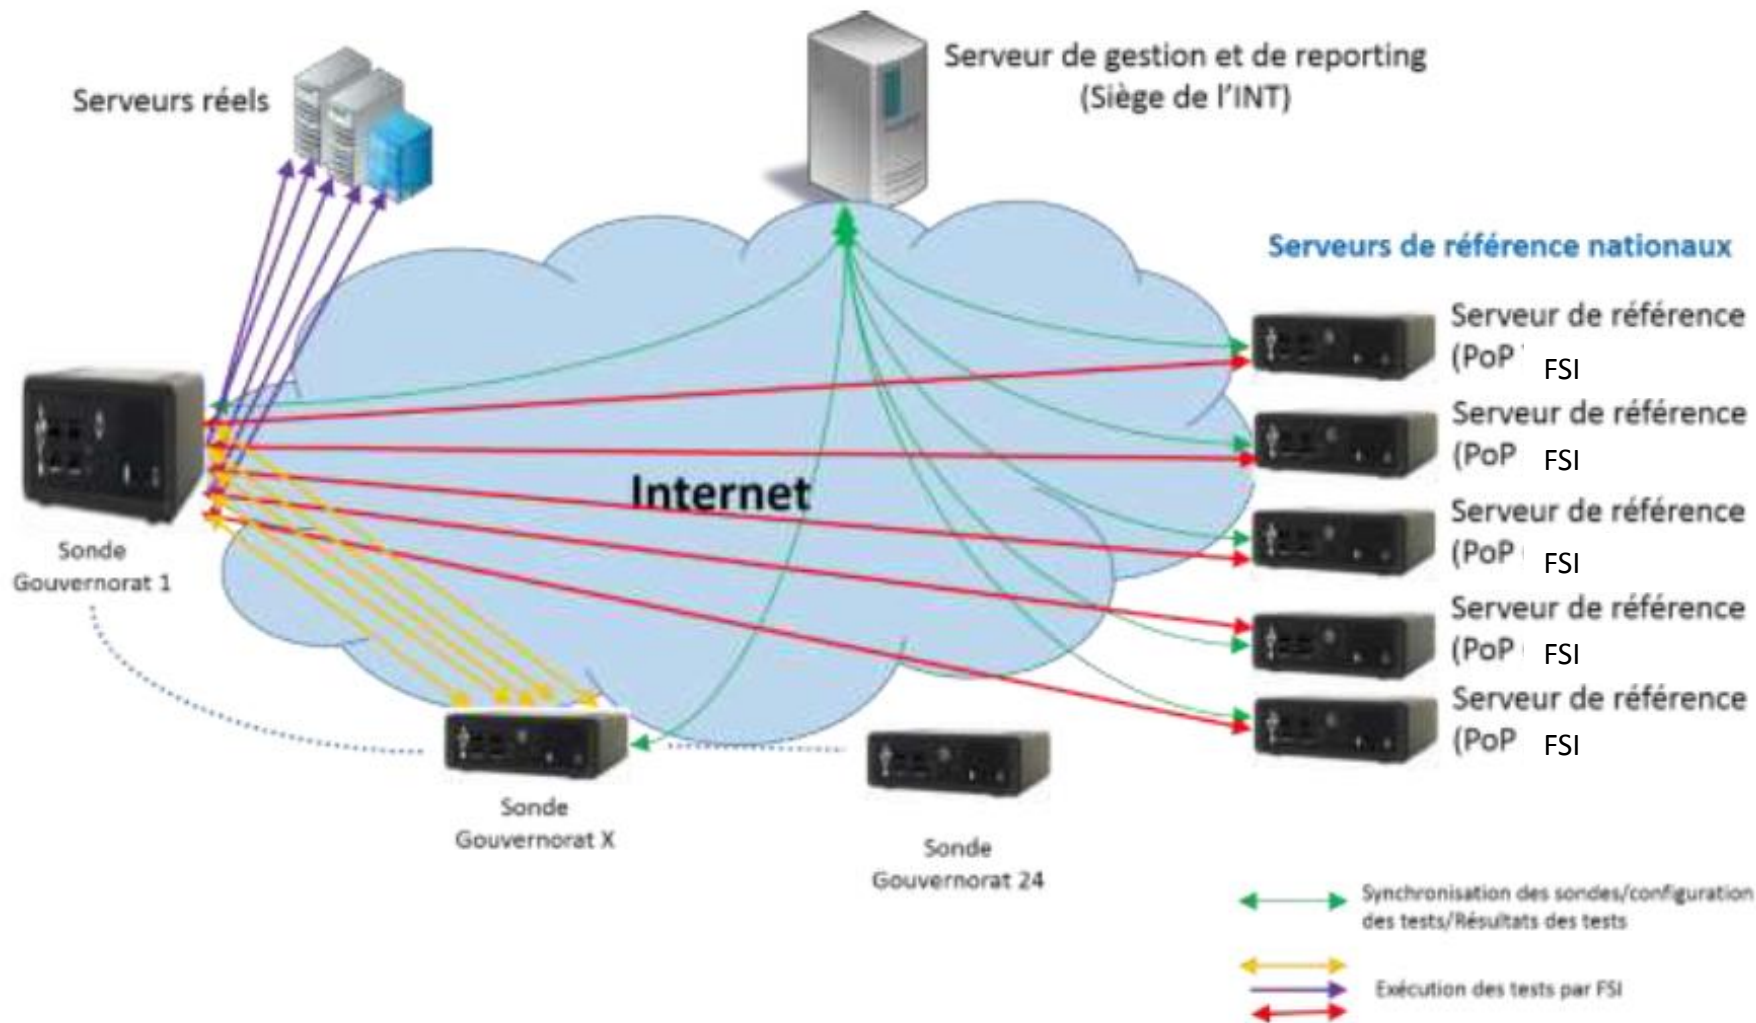 Serveurs réels
Serveur de gestion et de reporting
(Siège de l'INT)
Serveurs de référence nationaux
Serveur de référence
(PoP FSI
Serveur de référence
(PoP FSI
Serveur de référence
(PoP FSI
Serveur de référence
(PoP FSI
Serveur de référence
(PoP FSI
Internet
Sonde
Gouvernorat 1
Sonde
Gouvernorat X
Sonde
Gouvernorat 24
Synchronisation des sondes/configuration
des tests/Résultats des tests
Exécution des tests par FSI